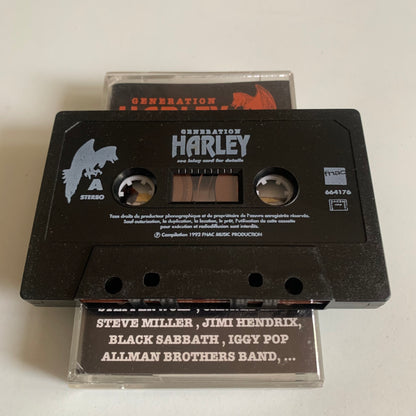 GENERATION
HARLEY
GENERATION
HARLEY
see inlay card for details
A
STEREO
fnac
664176
Tous droits du producteur phonographique et du propriétaire de l'œuvre enregistrée réservés.
Sauf autorisation, la duplication, la location, le prêt, l'utilisation de cette cassette
pour exécution et radiodiffusion sont interdits.
℗ Compilation 1993 FNAC MUSIC PRODUCTION
STEVE MILLER , JIMI HENDRIX,
BLACK SABBATH , IGGY POP
ALLMAN BROTHERS BAND, ...